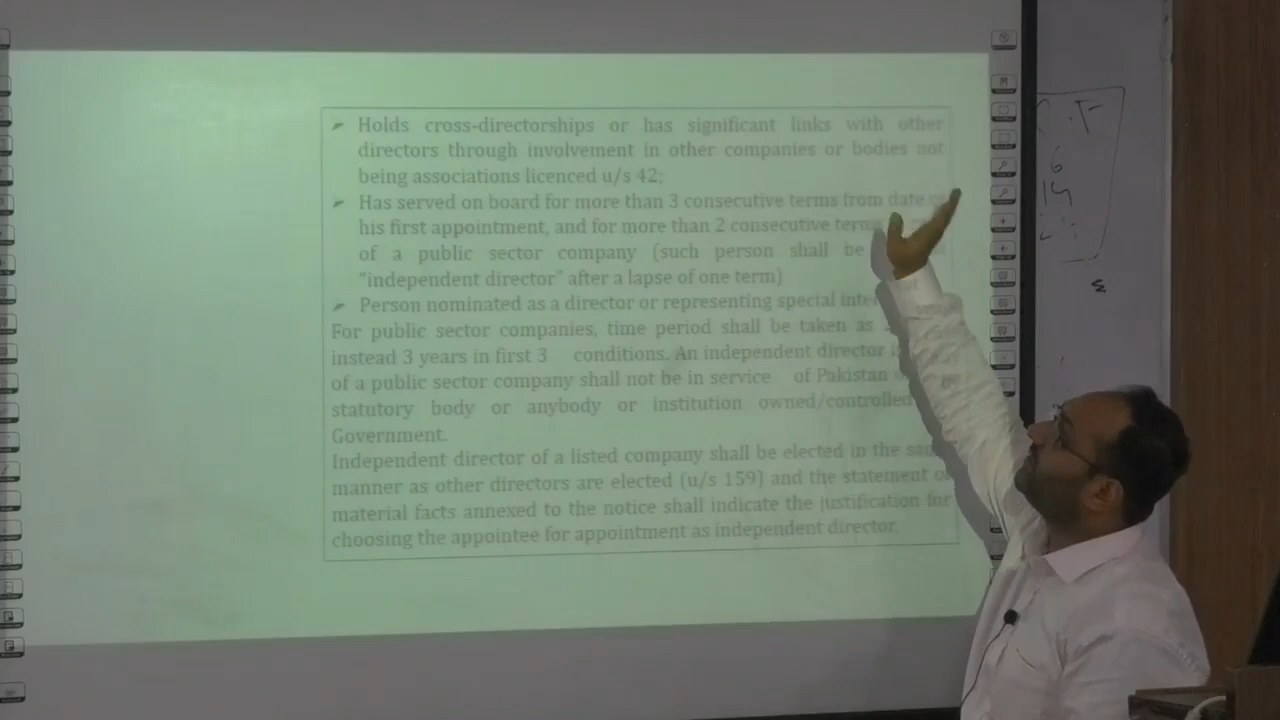 ➢ Holds cross-directorships or has significant links with other
directors through involvement in other companies or bodies not
being associations licenced u/s 42;
➢ Has served on board for more than 3 consecutive terms from date
his first appointment, and for more than 2 consecutive
of a public sector company (such person shall be
"independent director" after a lapse of one term)
➢ Person nominated as a director or representing special
For public sector companies, time period shall be taken as
instead 3 years in first 3 conditions. An independent director
of a public sector company shall not be in service of Pakistan
statutory body or anybody or institution owned/controlled
Government.
Independent director of a listed company shall be elected in the
manner as other directors are elected (u/s 159) and the statement
material facts annexed to the notice shall indicate the justification for
choosing the appointee for appointment as independent director.